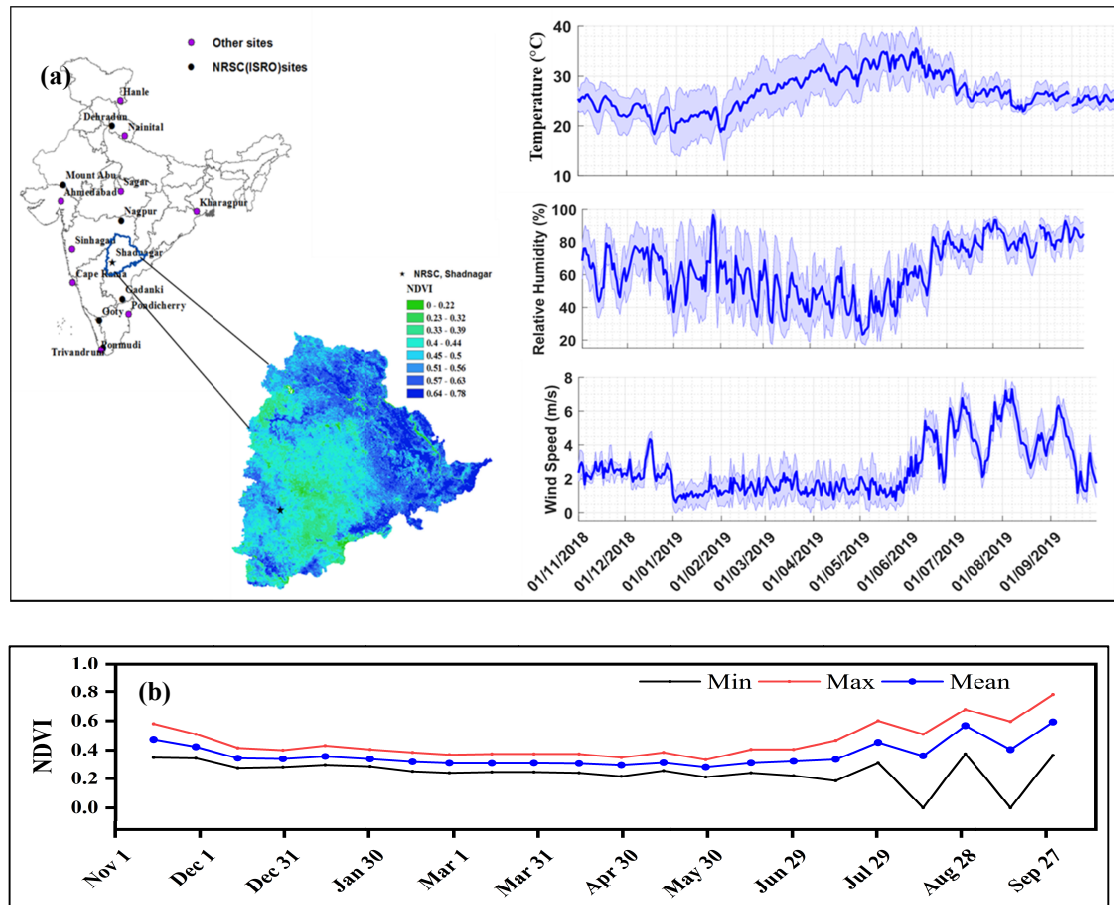 (a)
Other sites
NRSC(ISRO)sites
Hanle
Dehradun
Nainital
Mount Abu
Ahmedabad
Sagar
Kharagpur
Nagpur
Sinhagad
Shadnagar
Cape Rama
Gadanki
Pondicherry
Ooty
Ponmudi
Trivandrum
NRSC, Shadnagar
NDVI
0 - 0.22
0.23 - 0.32
0.33 - 0.39
0.4 - 0.44
0.45 - 0.5
0.51 - 0.56
0.57 - 0.63
0.64 - 0.78
Temperature (°C)
40
30
20
10
Relative Humidity (%)
100
80
60
40
20
Wind Speed (m/s)
8
6
4
2
0
01/11/2018
01/12/2018
01/01/2019
01/02/2019
01/03/2019
01/04/2019
01/05/2019
01/06/2019
01/07/2019
01/08/2019
01/09/2019
(b)
Min
Max
Mean
NDVI
1.0
0.8
0.6
0.4
0.2
0.0
Nov 1
Dec 1
Dec 31
Jan 30
Mar 1
Mar 31
Apr 30
May 30
Jun 29
Jul 29
Aug 28
Sep 27